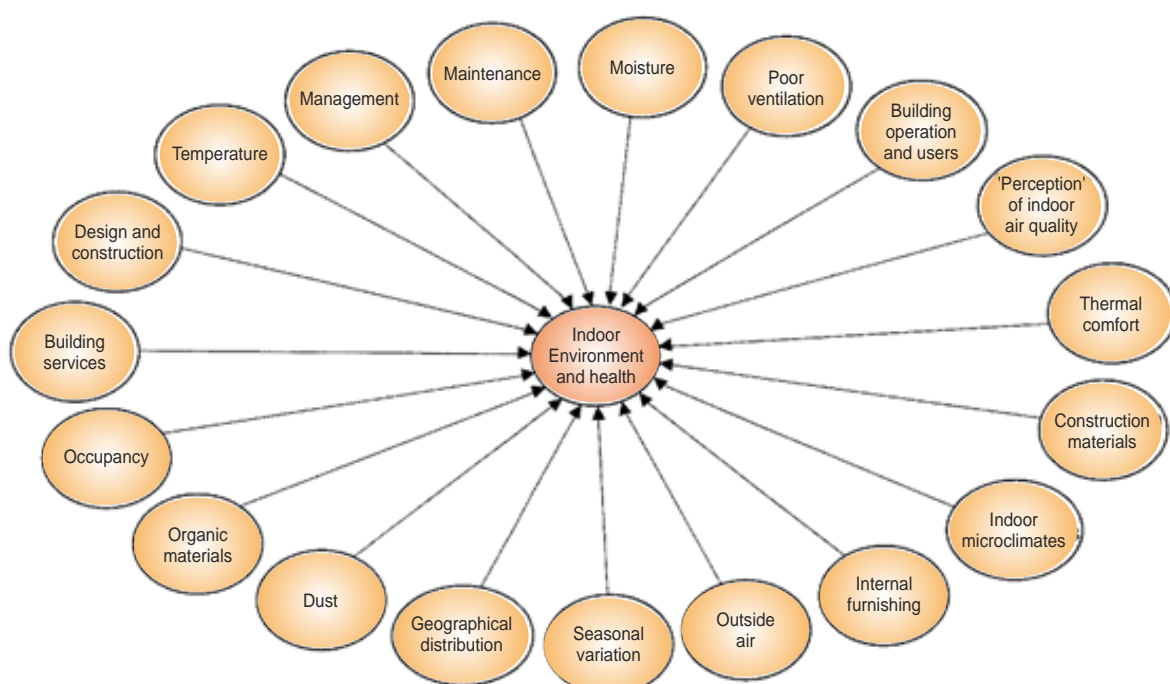 Maintenance
Moisture
Poor
ventilation
Management
Building
operation
and users
Temperature
'Perception'
of indoor
air quality
Design and
construction
Thermal
comfort
Building
services
Indoor
Environment
and health
Construction
materials
Occupancy
Organic
materials
Indoor
microclimates
Dust
Internal
furnishing
Geographical
distribution
Seasonal
variation
Outside
air